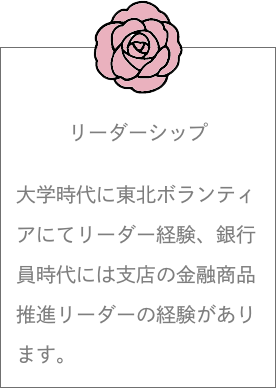 リーダーシップ
大学時代に東北ボランティ
アにてリーダー経験、銀行
員時代には支店の金融商品
推進リーダーの経験があり
ます。